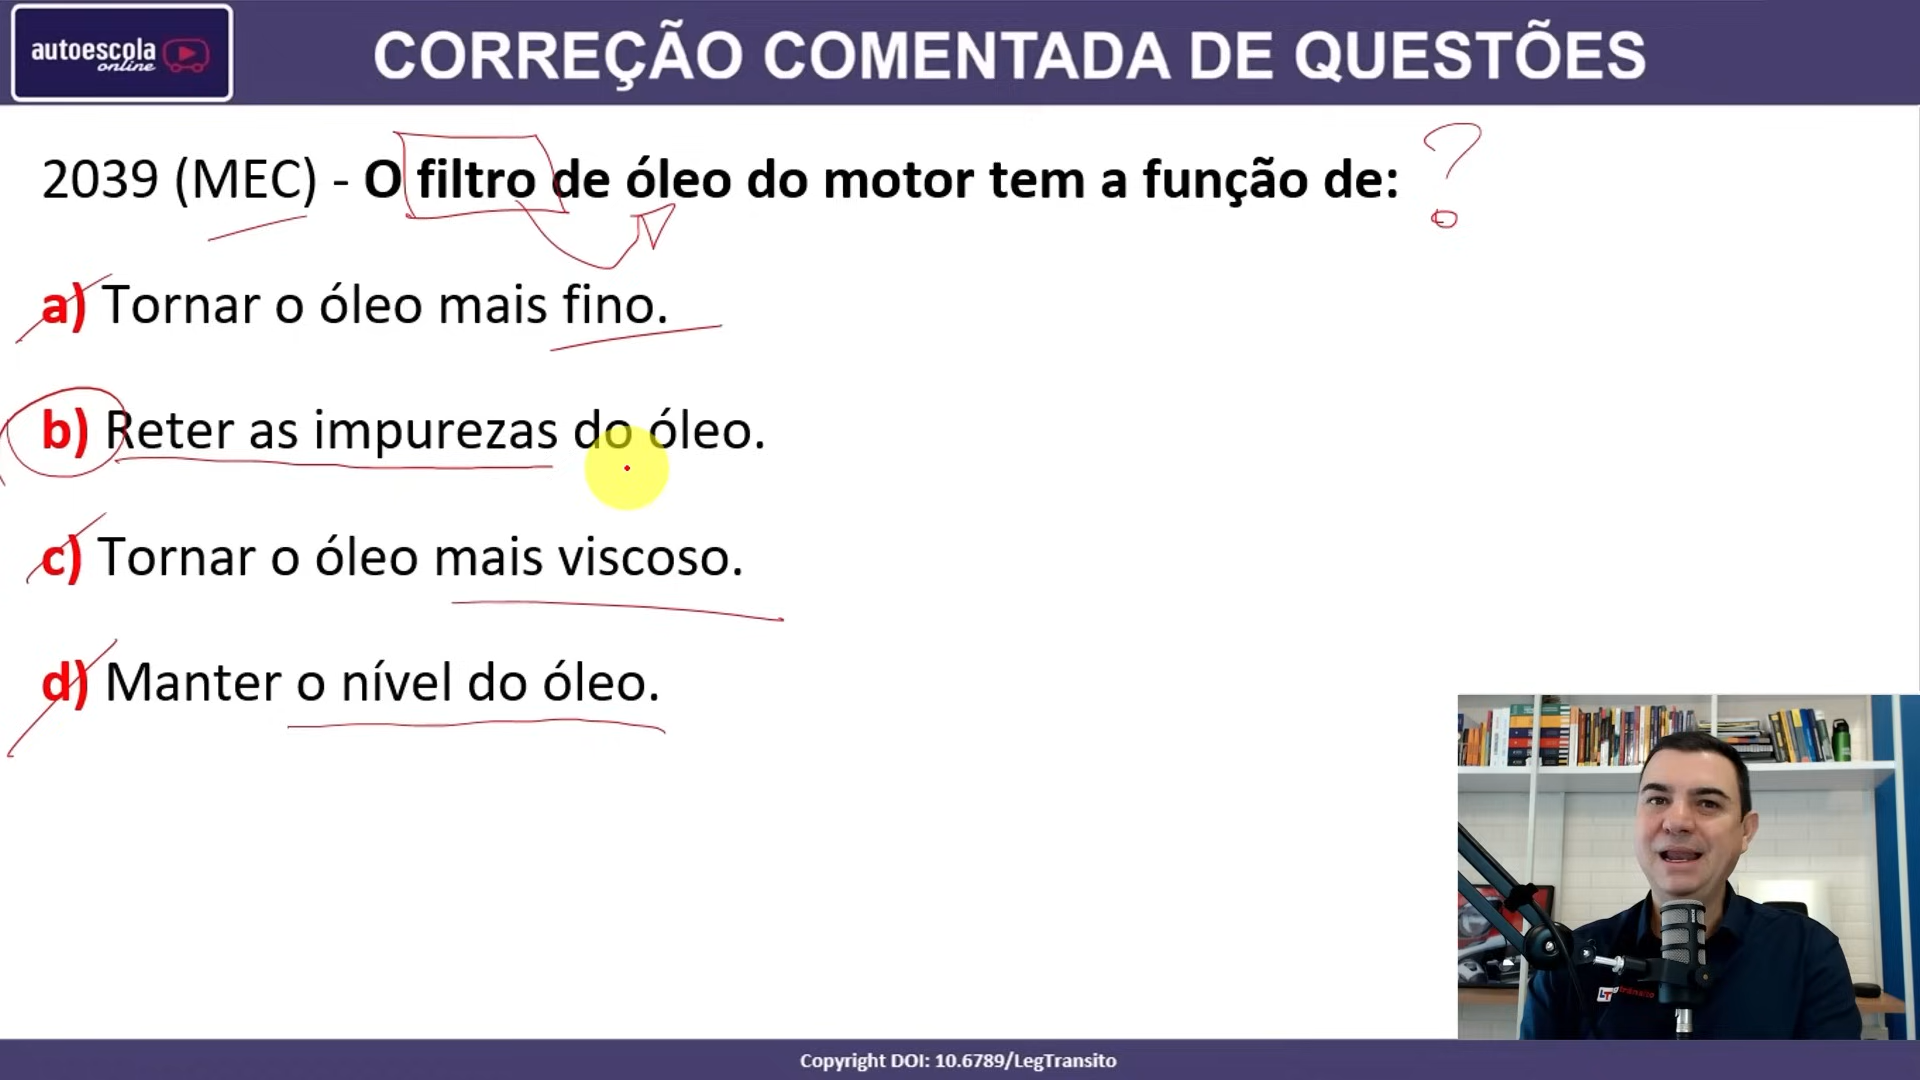 autoescola
online
CORREÇÃO COMENTADA DE QUESTÕES
2039 (MEC) - O filtro de óleo do motor tem a função de: ?
a) Tornar o óleo mais fino.
b) Reter as impurezas do óleo.
c) Tornar o óleo mais viscoso.
d) Manter o nível do óleo.
Copyright DOI: 10.6789/LegTransito